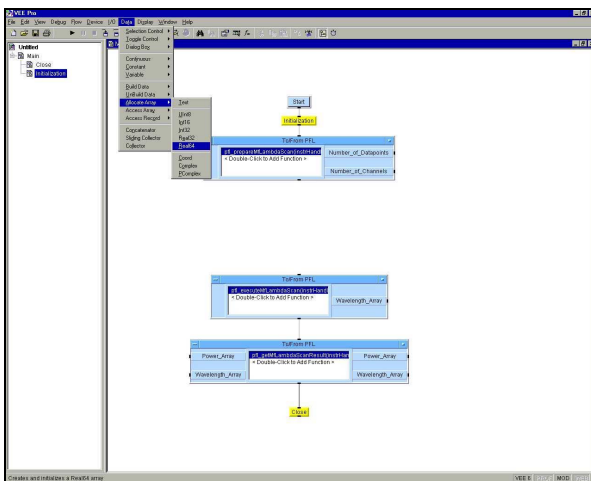 VEE Pro
File Edit View Debug Flow Device I/O Data Display Window Help
Untitled
Main
Close
Initialization
Selection Control
Toggle Control
Dialog Box
Continuous
Constant
Variable
Build Data
UnBuild Data
Allocate Array
Access Array
Access Record
Concatenator
Sliding Collector
Collector
Text
UInt8
Int16
Int32
Real32
Real64
Coord
Complex
PComplex
Start
Initialization
To/From PFL
pfl_prepareMfLambdaScan(instrHand
< Double-Click to Add Function >
Number_of_Datapoints
Number_of_Channels
To/From PFL
pfl_executeMfLambdaScan(instrHandl
< Double-Click to Add Function >
Wavelength_Array
To/From PFL
Power_Array
pfl_getMfLambdaScanResult(instrHan
Power_Array
< Double-Click to Add Function >
Wavelength_Array
Wavelength_Array
Close
Creates and initializes a Real64 array
VEE 6
MOD